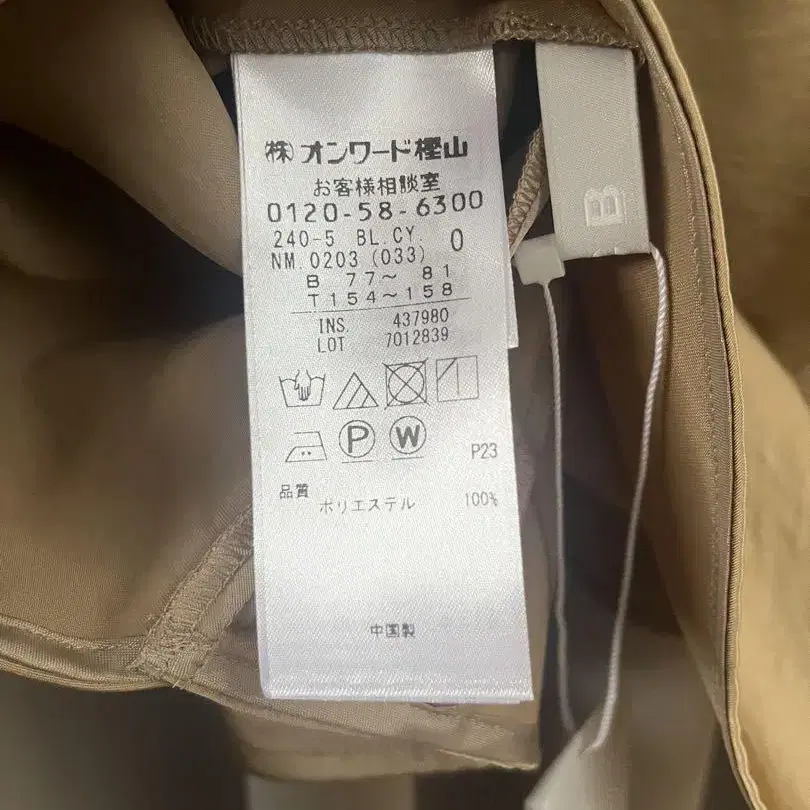 ㈱オンワード樫山
お客様相談室
0120-58-6300
240-5 BL.CY. 0
NM.0203(033)
B 77～ 81
T154～158
INS. 437980
LOT 7012839
P W
P23
品質
ポリエステル 100%
中国製
B